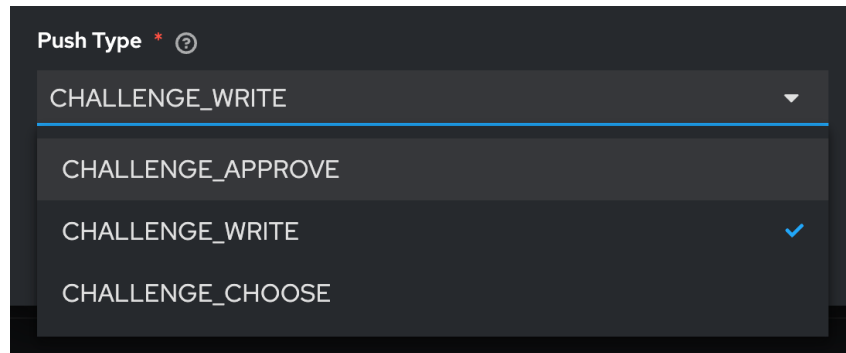 Push Type * ?
CHALLENGE_WRITE
CHALLENGE_APPROVE
CHALLENGE_WRITE
CHALLENGE_CHOOSE